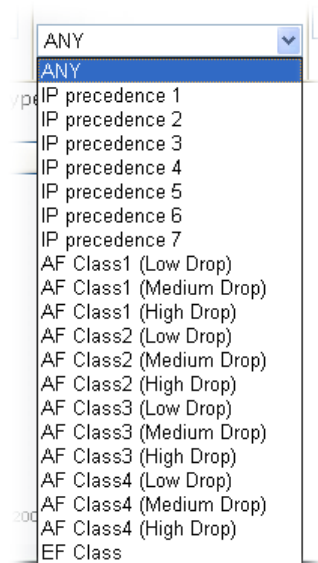 ANY
ANY
IP precedence 1
IP precedence 2
IP precedence 3
IP precedence 4
IP precedence 5
IP precedence 6
IP precedence 7
AF Class1 (Low Drop)
AF Class1 (Medium Drop)
AF Class1 (High Drop)
AF Class2 (Low Drop)
AF Class2 (Medium Drop)
AF Class2 (High Drop)
AF Class3 (Low Drop)
AF Class3 (Medium Drop)
AF Class3 (High Drop)
AF Class4 (Low Drop)
AF Class4 (Medium Drop)
AF Class4 (High Drop)
EF Class